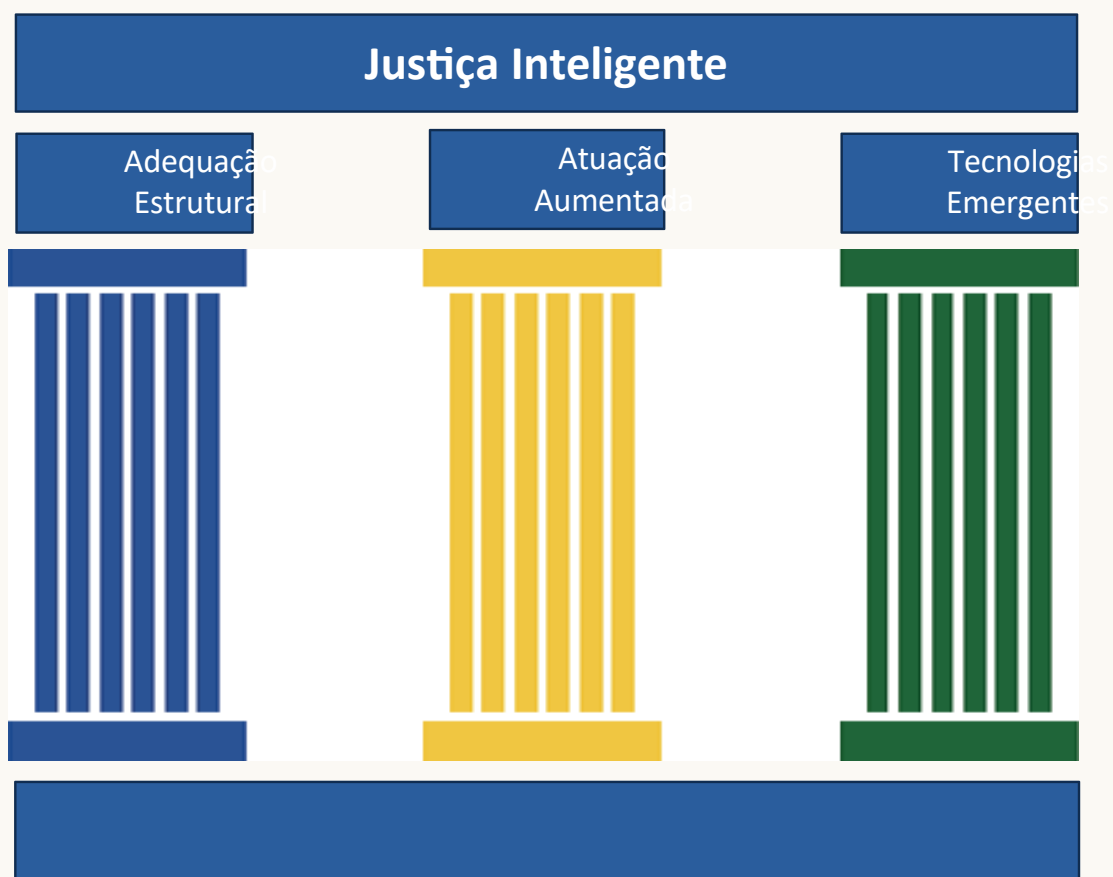 Justiça Inteligente
Adequação
Estrutural
Atuação
Aumentada
Tecnologias
Emergentes